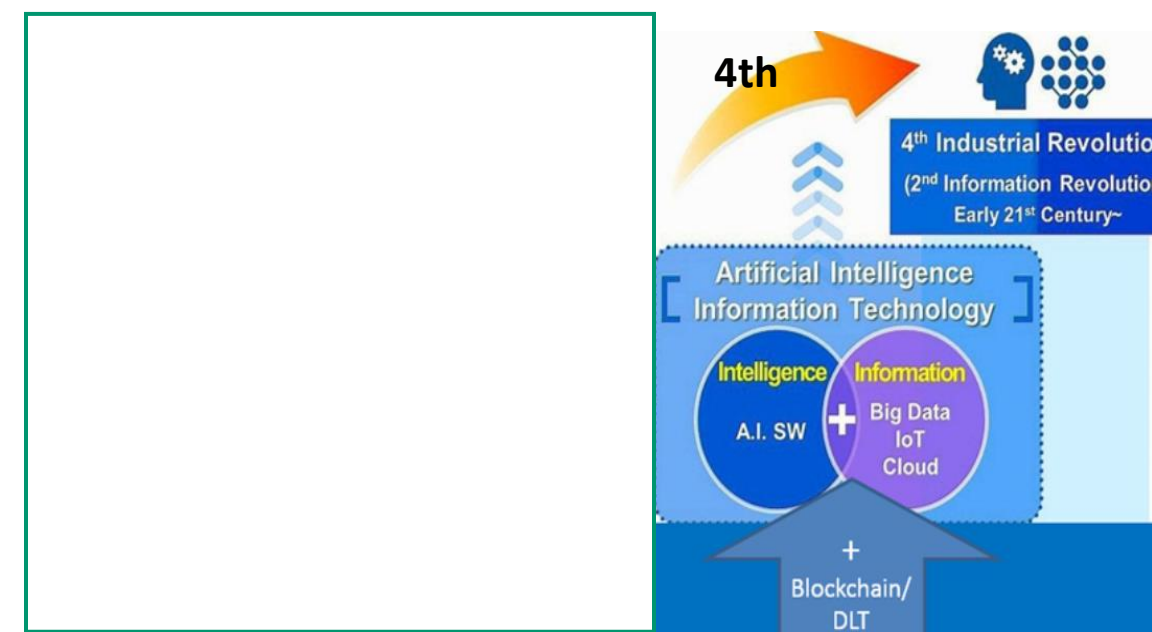 4th
4th Industrial Revolutio
(2nd Information Revolutio
Early 21st Century~
Artificial Intelligence
Information Technology
Intelligence
A.I. SW
+
Information
Big Data
IoT
Cloud
+
Blockchain/
DLT